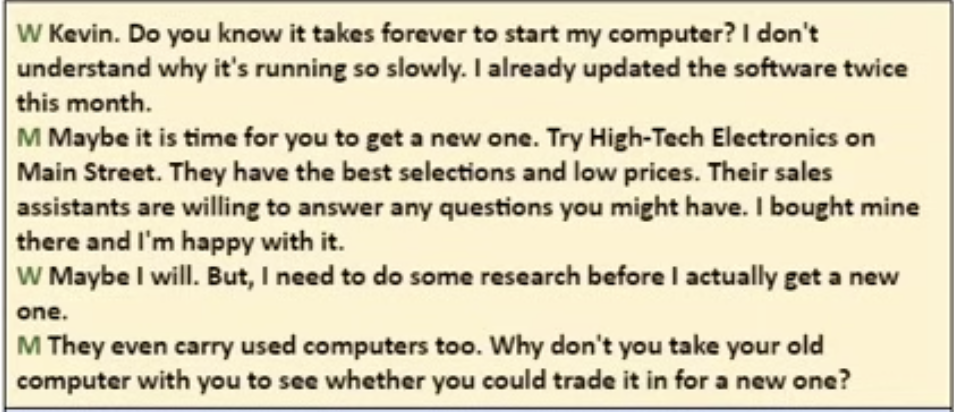 W Kevin. Do you know it takes forever to start my computer? I don't
understand why it's running so slowly. I already updated the software twice
this month.
M Maybe it is time for you to get a new one. Try High-Tech Electronics on
Main Street. They have the best selections and low prices. Their sales
assistants are willing to answer any questions you might have. I bought mine
there and I'm happy with it.
W Maybe I will. But, I need to do some research before I actually get a new
one.
M They even carry used computers too. Why don't you take your old
computer with you to see whether you could trade it in for a new one?